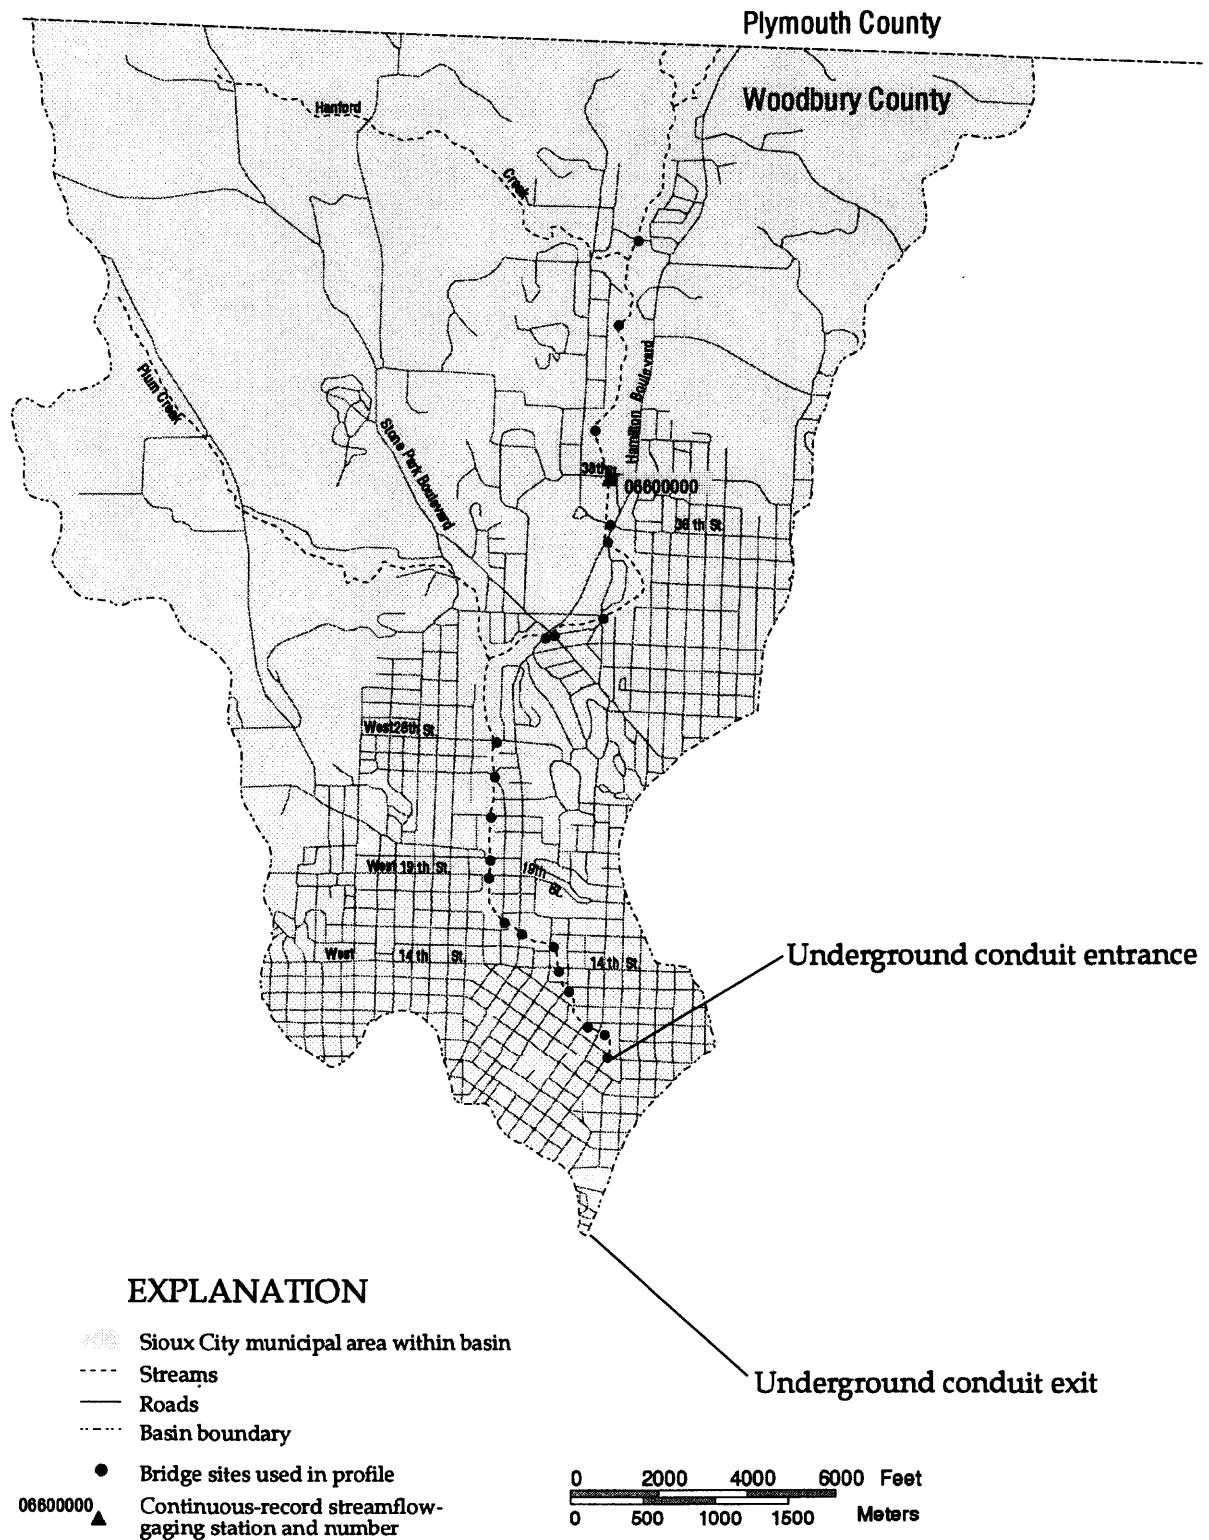 Plymouth County
Woodbury County
Hanford
Creek
Plum Creek
Stone Park Boulevard
Hamilton Boulevard
38th St.
06600000
36 th St.
West 26th St.
West 19 th St.
19th St.
West 14 th St.
14 th St.
Underground conduit entrance
Underground conduit exit
EXPLANATION
Sioux City municipal area within basin
Streams
Roads
Basin boundary
Bridge sites used in profile
06600000
Continuous-record streamflow-
gaging station and number
0 2000 4000 6000 Feet
0 500 1000 1500 Meters